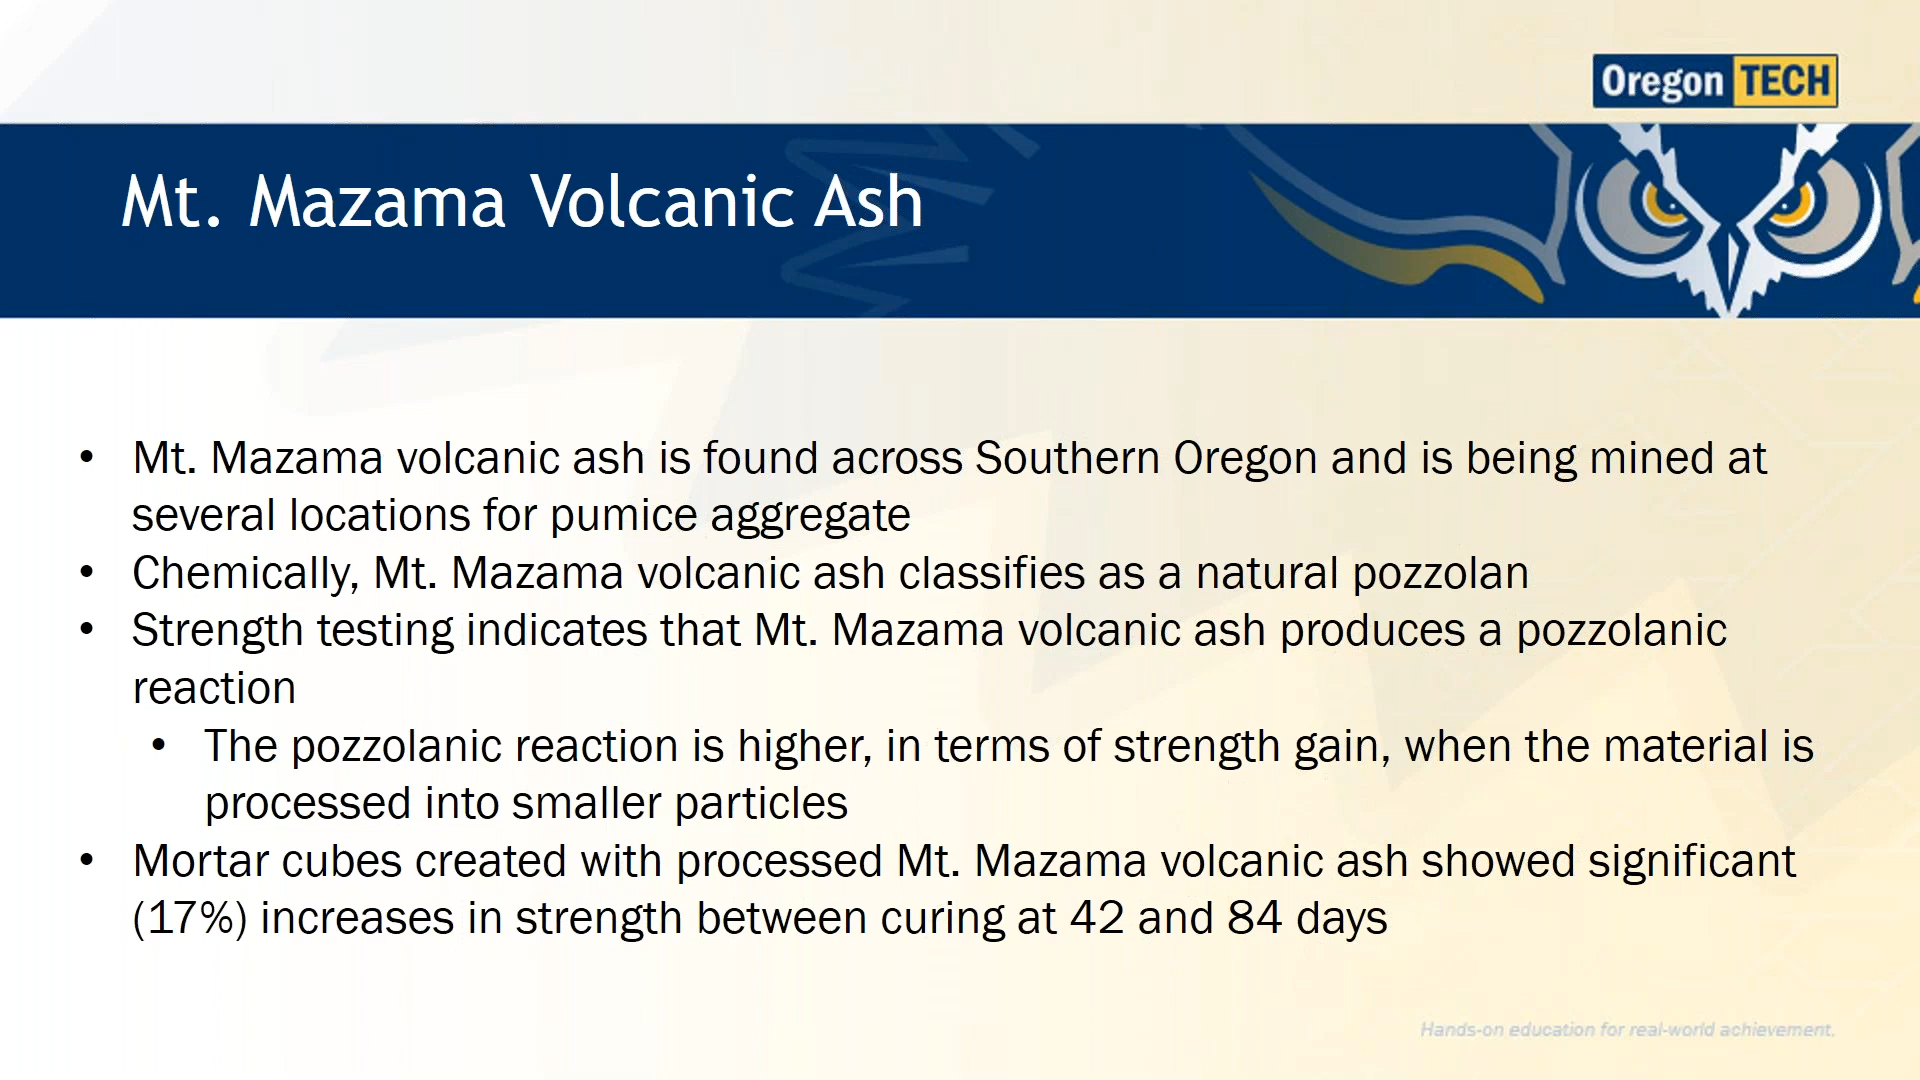 Oregon TECH
Mt. Mazama Volcanic Ash
• Mt. Mazama volcanic ash is found across Southern Oregon and is being mined at
several locations for pumice aggregate
• Chemically, Mt. Mazama volcanic ash classifies as a natural pozzolan
• Strength testing indicates that Mt. Mazama volcanic ash produces a pozzolanic
reaction
• The pozzolanic reaction is higher, in terms of strength gain, when the material is
processed into smaller particles
• Mortar cubes created with processed Mt. Mazama volcanic ash showed significant
(17%) increases in strength between curing at 42 and 84 days
Hands-on education for real-world achievement.